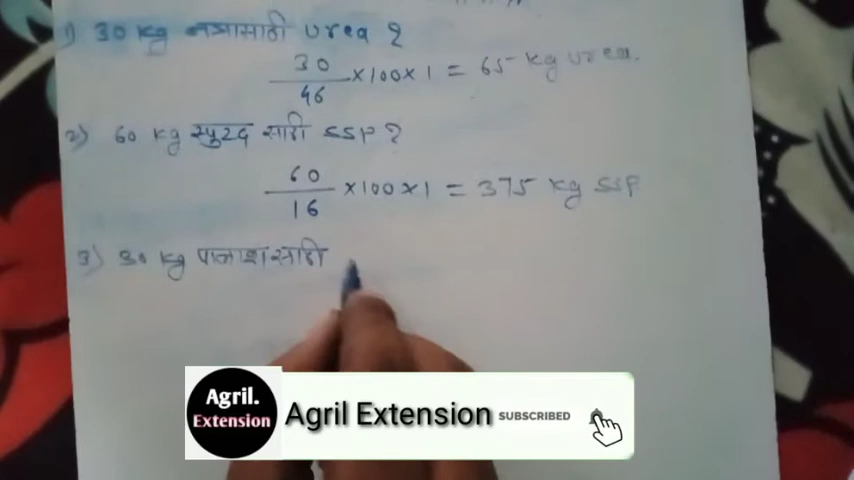 1) 30 kg नत्रासाठी Urea ?
30/46 ×100×1 = 65 kg urea.
2) 60 kg स्फुरद साठी SSP ?
60/16 ×100×1 = 375 kg SSP
3) 30 kg पालाशसाठी
Agril.
Extension
Agril Extension SUBSCRIBED